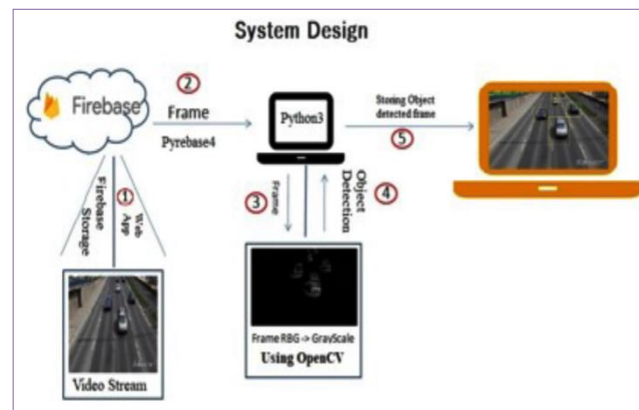 System Design
Firebase
②
Frame
Pyrebase4
Python3
Storing Object
detected frame
⑤
①
Firebase
Storage
Web
App
③
Frame
④
Object
Detection
Frame RBG -> GrayScale
Using OpenCV
Video Stream